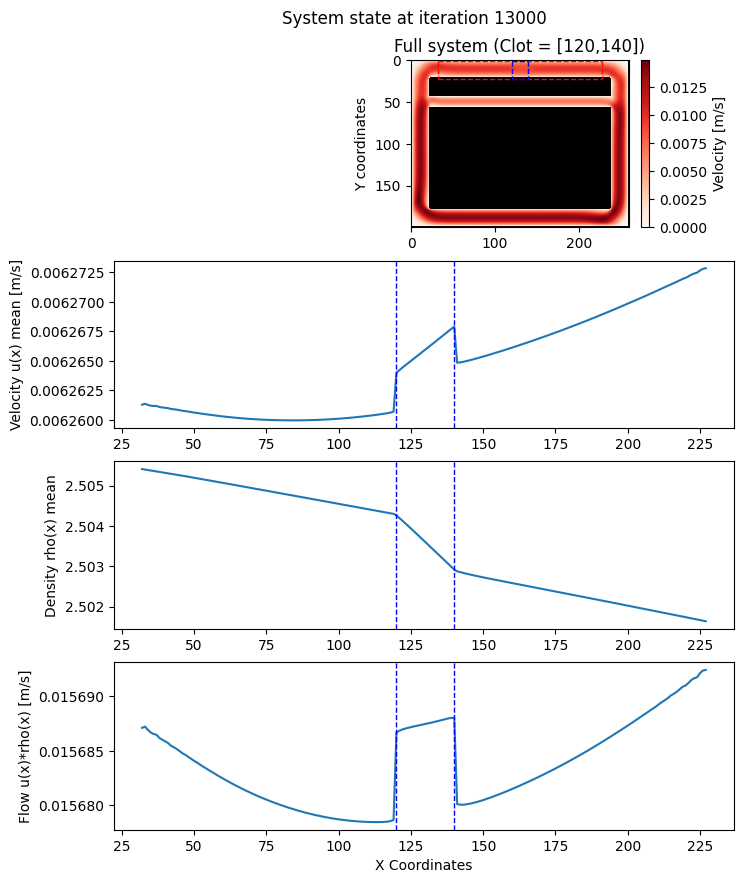 System state at iteration 13000
Full system (Clot = [120,140])
0
50
100
150
Y coordinates
0 100 200
0.0125
0.0100
0.0075
0.0050
0.0025
0.0000
Velocity [m/s]
Velocity u(x) mean [m/s]
0.0062725
0.0062700
0.0062675
0.0062650
0.0062625
0.0062600
25 50 75 100 125 150 175 200 225
Density rho(x) mean
2.505
2.504
2.503
2.502
25 50 75 100 125 150 175 200 225
Flow u(x)*rho(x) [m/s]
0.015690
0.015685
0.015680
25 50 75 100 125 150 175 200 225
X Coordinates